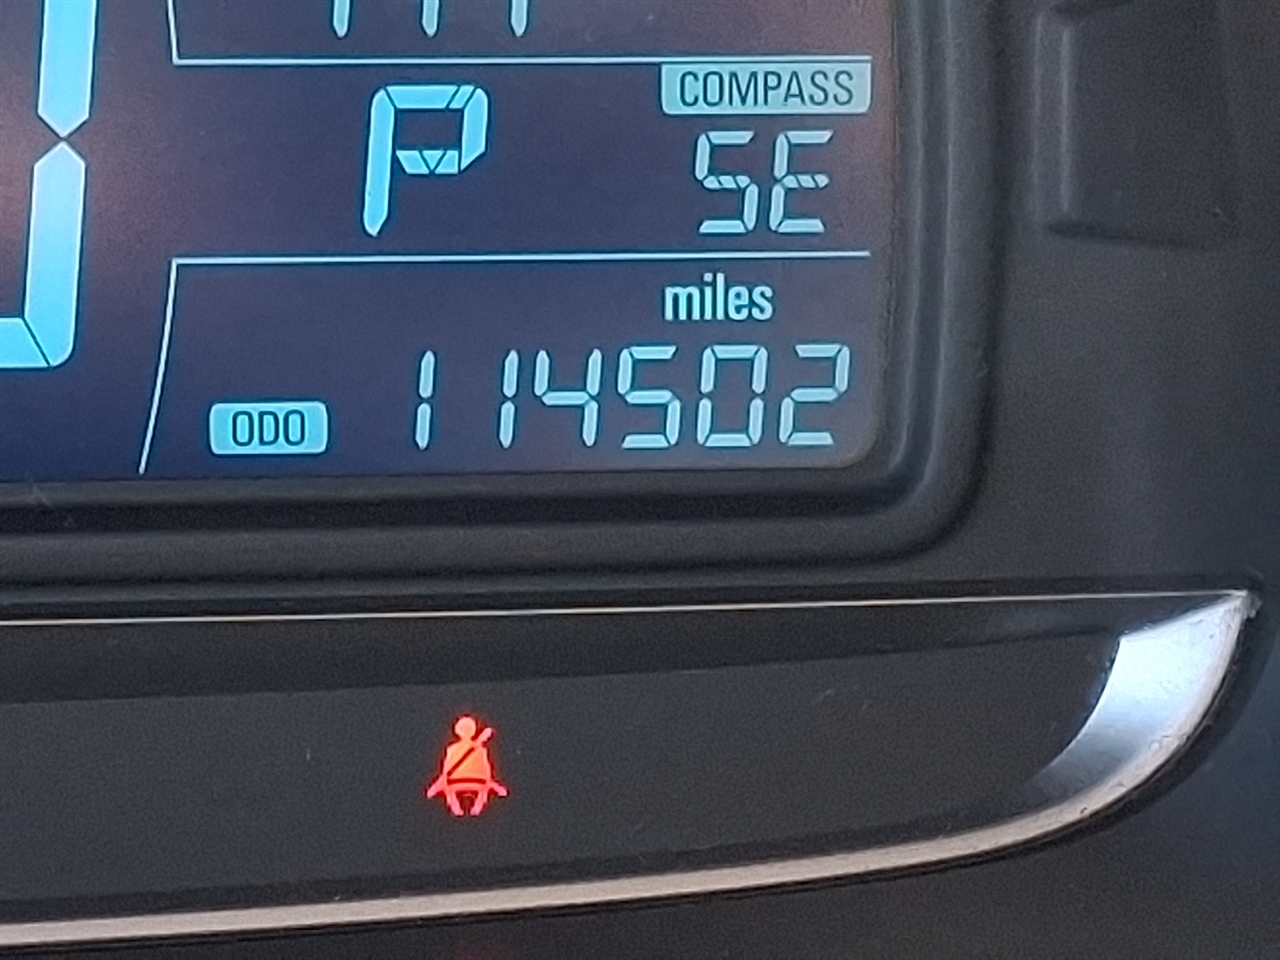 P
COMPASS
SE
miles
ODO 114502